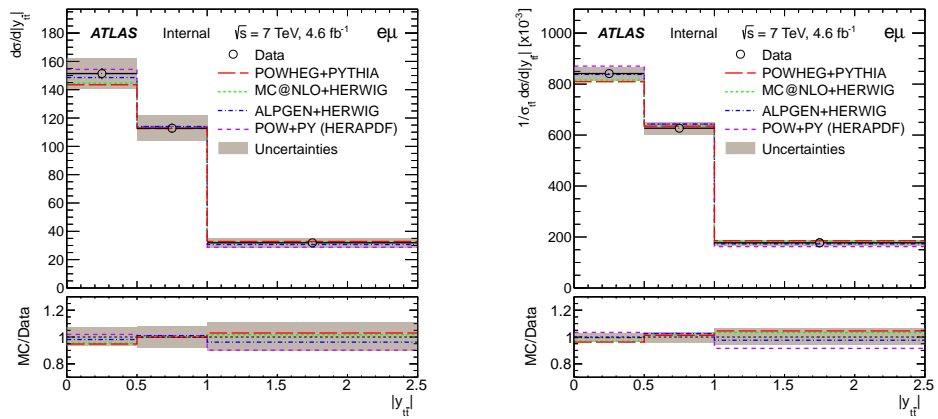 dσ/d|y_tt̄|
180
160
140
120
100
80
60
40
20
0
ATLAS Internal √s = 7 TeV, 4.6 fb⁻¹ eμ
Data
POWHEG+PYTHIA
MC@NLO+HERWIG
ALPGEN+HERWIG
POW+PY (HERAPDF)
Uncertainties
MC/Data
1.2
1
0.8
0 0.5 1 1.5 2 2.5
|y_tt̄|
1/σ_tt̄ dσ/d|y_tt̄| [x10⁻³]
1000
800
600
400
200
0
ATLAS Internal √s = 7 TeV, 4.6 fb⁻¹ eμ
Data
POWHEG+PYTHIA
MC@NLO+HERWIG
ALPGEN+HERWIG
POW+PY (HERAPDF)
Uncertainties
MC/Data
1.2
1
0.8
0 0.5 1 1.5 2 2.5
|y_tt̄|